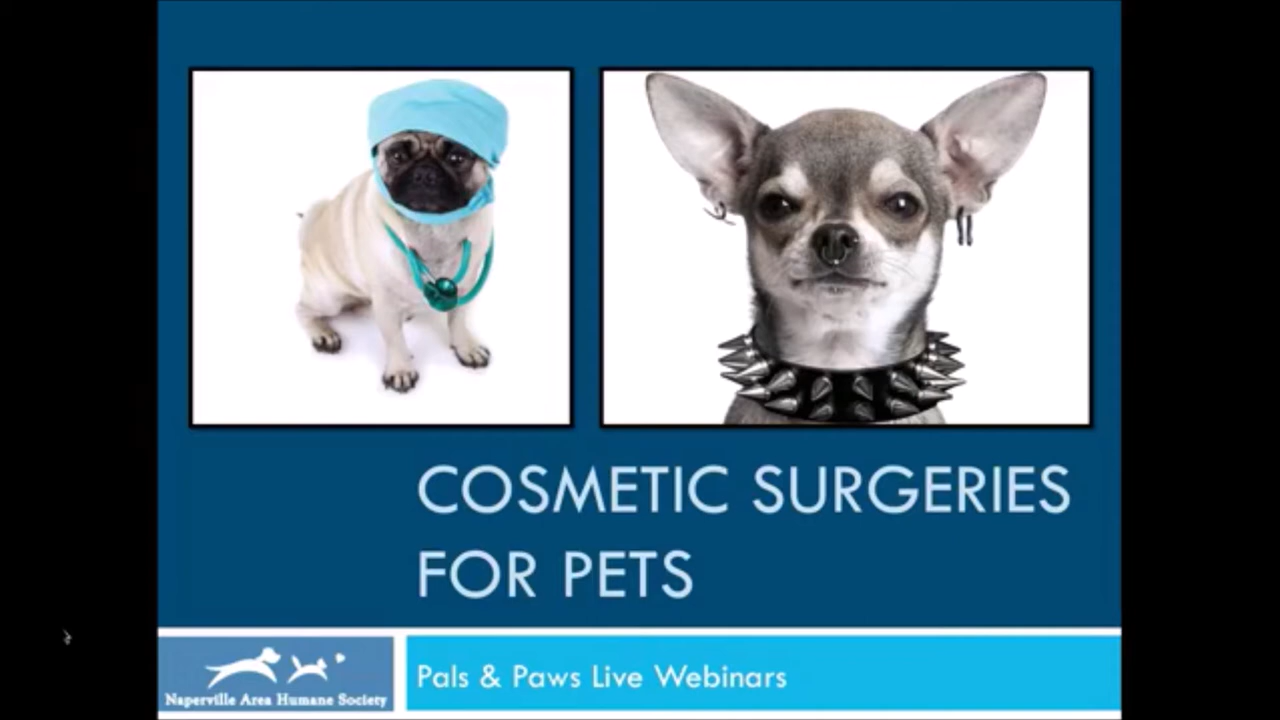 COSMETIC SURGERIES
FOR PETS
Naperville Area Humane Society
Pals & Paws Live Webinars